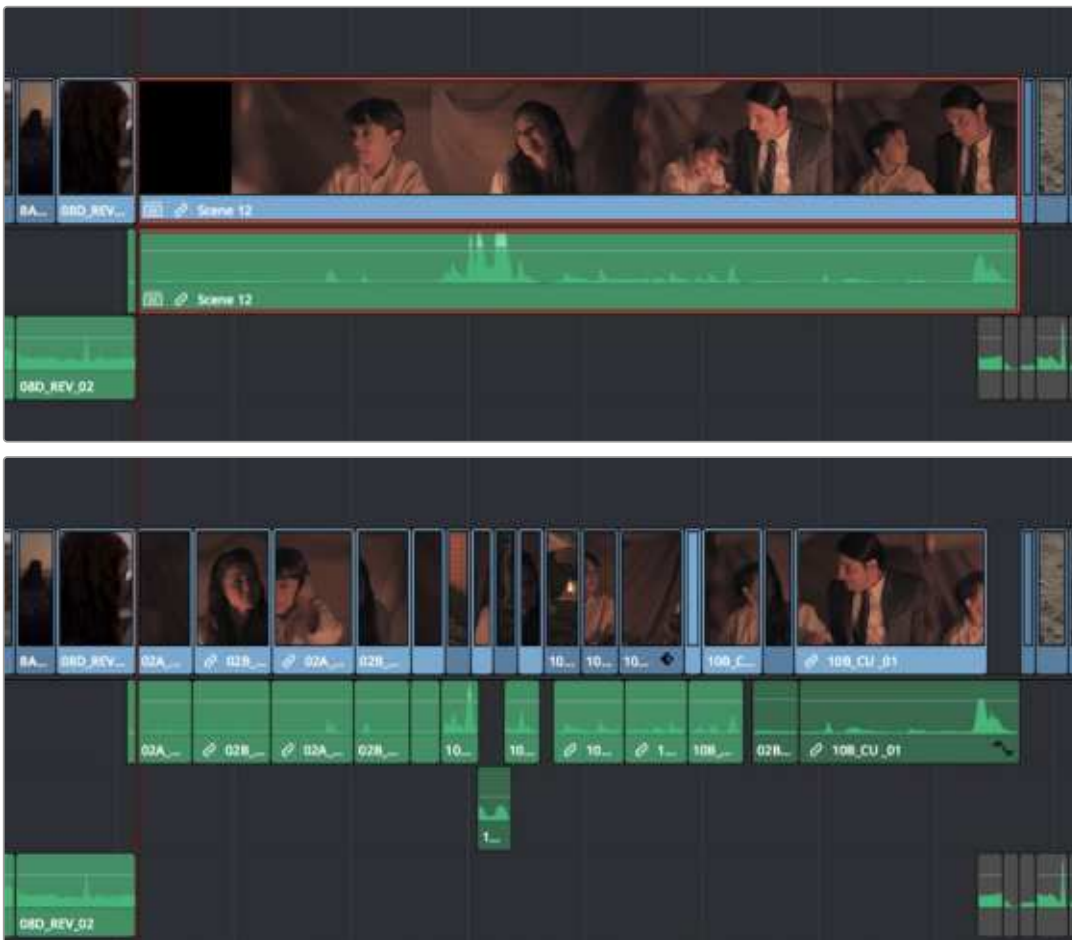 8A... 08D_REV... Scene 12
Scene 12
08D_REV_02
8A... 08D_REV... 02A_... 02B_... 02A_... 02B_... 10... 10... 10... 10B_C... 10B_CU_01
02A_... 02B_... 02A_... 02B_... 10... 10... 10... 1... 10B_... 02B... 10B_CU_01
1...
08D_REV_02